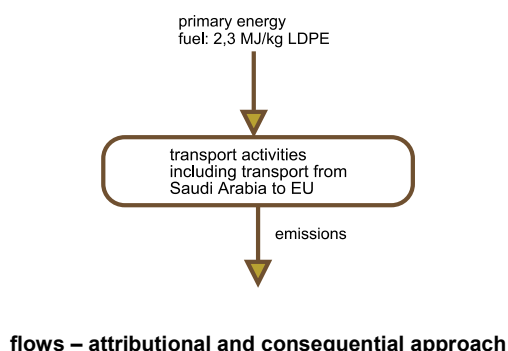 primary energy
fuel: 2,3 MJ/kg LDPE
transport activities
including transport from
Saudi Arabia to EU
emissions
flows – attributional and consequential approach